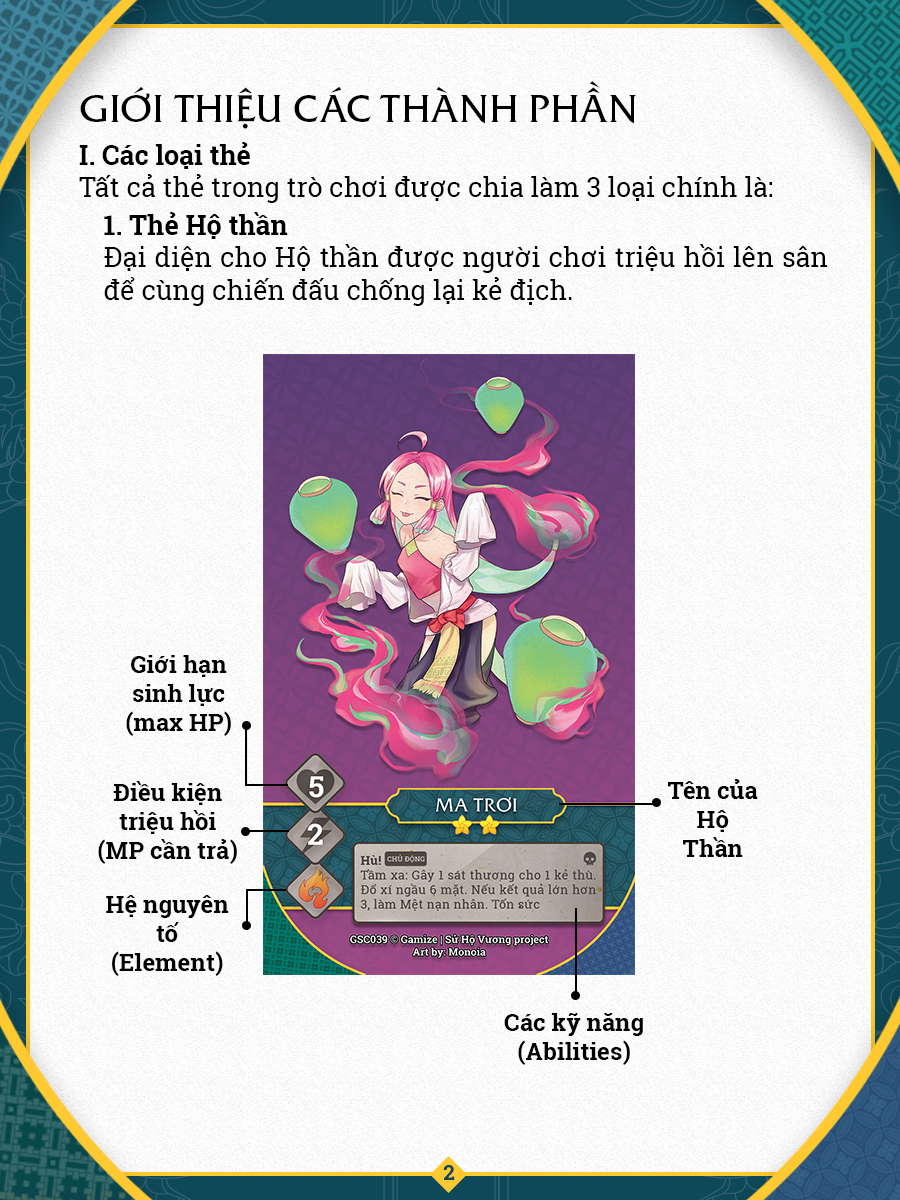 GIỚI THIỆU CÁC THÀNH PHẦN
I. Các loại thẻ
Tất cả thẻ trong trò chơi được chia làm 3 loại chính là:
1. Thẻ Hộ thần
Đại diện cho Hộ thần được người chơi triệu hồi lên sân
để cùng chiến đấu chống lại kẻ địch.
Giới hạn
sinh lực
(max HP)
5
Điều kiện
triệu hồi
(MP cần trả)
2
Hệ nguyên
tố
(Element)
MA TRƠI
Tên của
Hộ
Thần
Hù! CHỦ ĐỘNG
Tầm xa: Gây 1 sát thương cho 1 kẻ thù.
Đổ xí ngầu 6 mặt. Nếu kết quả lớn hơn
3, làm Mệt nạn nhân. Tốn sức
GSC039 © Gamize | Sử Hộ Vương project
Art by: Monoia
Các kỹ năng
(Abilities)
2